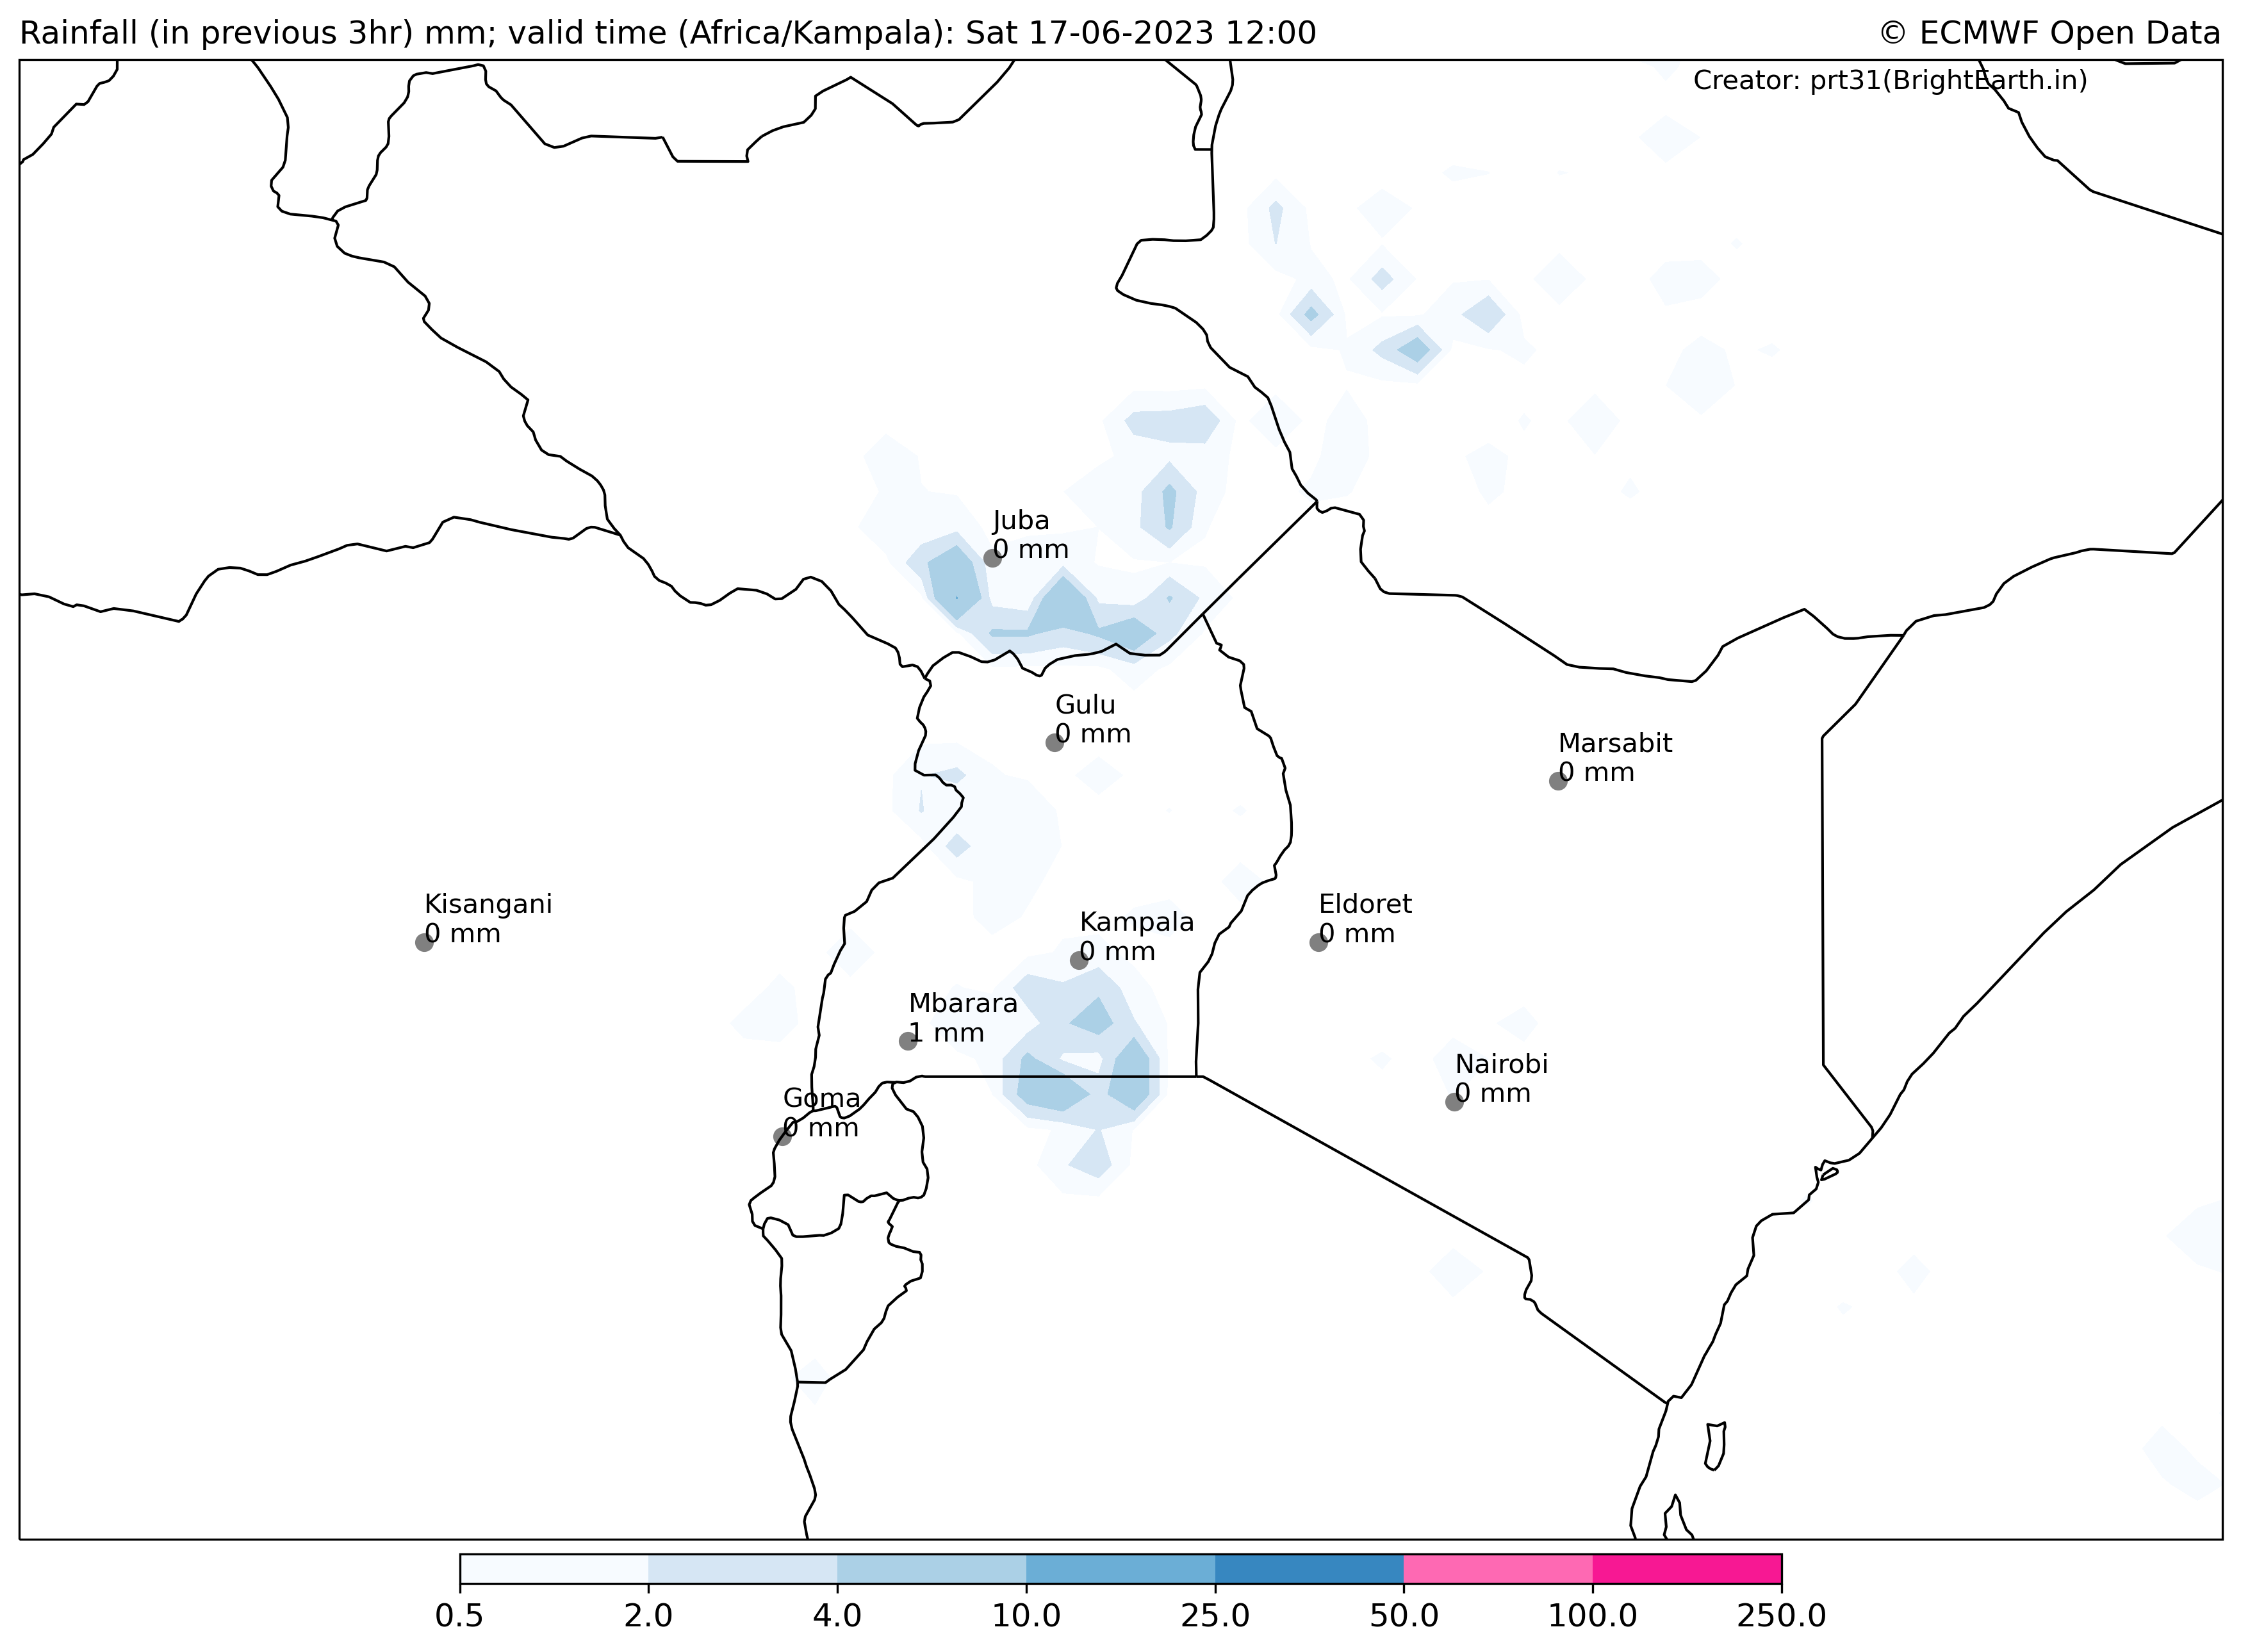 Rainfall (in previous 3hr) mm; valid time (Africa/Kampala): Sat 17-06-2023 12:00
© ECMWF Open Data
Creator: prt31(BrightEarth.in)
Juba
0 mm
Gulu
0 mm
Marsabit
0 mm
Kisangani
0 mm
Kampala
0 mm
Eldoret
0 mm
Mbarara
1 mm
Nairobi
0 mm
Goma
0 mm
0.5 2.0 4.0 10.0 25.0 50.0 100.0 250.0